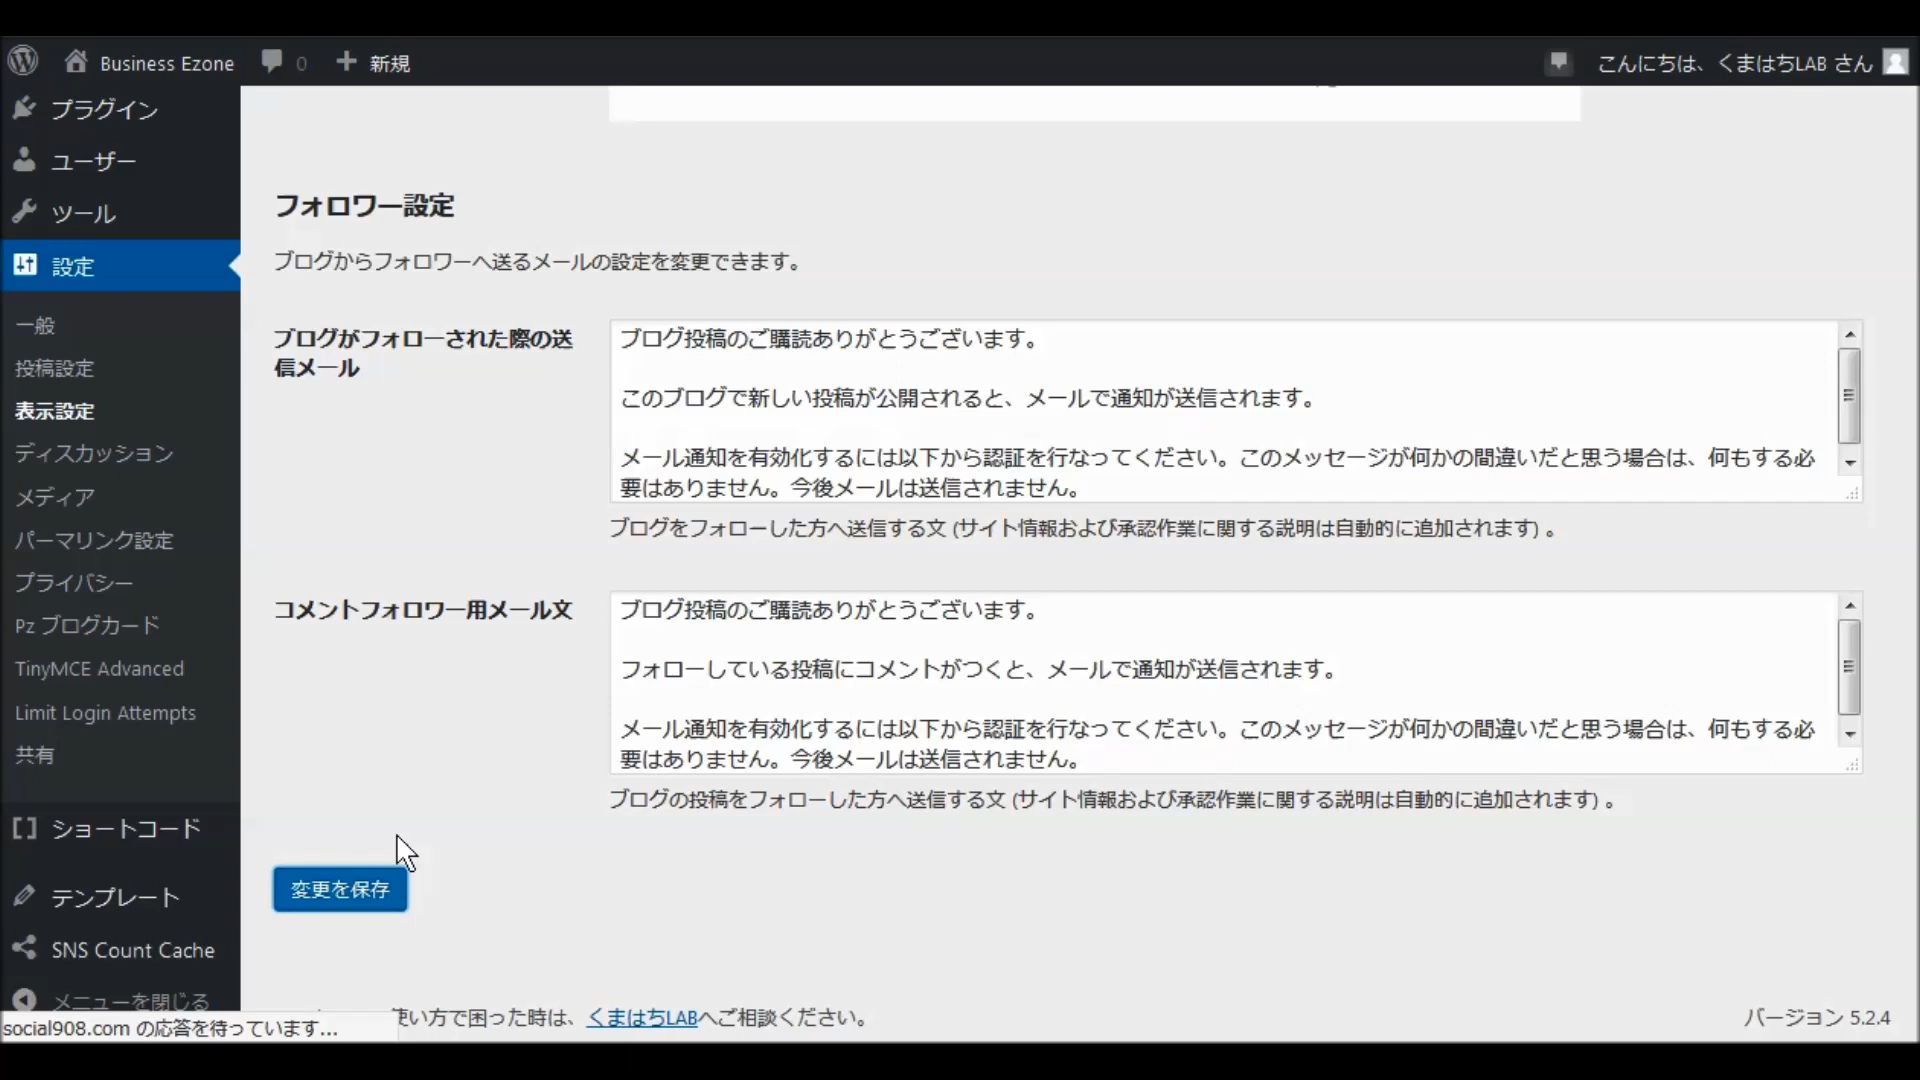 Business Ezone 0 新規 こんにちは、くまはちLAB さん
プラグイン
ユーザー
ツール
設定
一般
投稿設定
表示設定
ディスカッション
メディア
パーマリンク設定
プライバシー
Pz ブログカード
TinyMCE Advanced
Limit Login Attempts
共有
ショートコード
テンプレート
SNS Count Cache
メニューを閉じる
social908.com の応答を待っています...
フォロワー設定
ブログからフォロワーへ送るメールの設定を変更できます。
ブログがフォローされた際の送
信メール
ブログ投稿のご購読ありがとうございます。
このブログで新しい投稿が公開されると、メールで通知が送信されます。
メール通知を有効化するには以下から認証を行なってください。このメッセージが何かの間違いだと思う場合は、何もする必
要はありません。今後メールは送信されません。
ブログをフォローした方へ送信する文 (サイト情報および承認作業に関する説明は自動的に追加されます) 。
コメントフォロワー用メール文
ブログ投稿のご購読ありがとうございます。
フォローしている投稿にコメントがつくと、メールで通知が送信されます。
メール通知を有効化するには以下から認証を行なってください。このメッセージが何かの間違いだと思う場合は、何もする必
要はありません。今後メールは送信されません。
ブログの投稿をフォローした方へ送信する文 (サイト情報および承認作業に関する説明は自動的に追加されます) 。
変更を保存
使い方で困った時は、くまはちLABへご相談ください。
バージョン 5.2.4